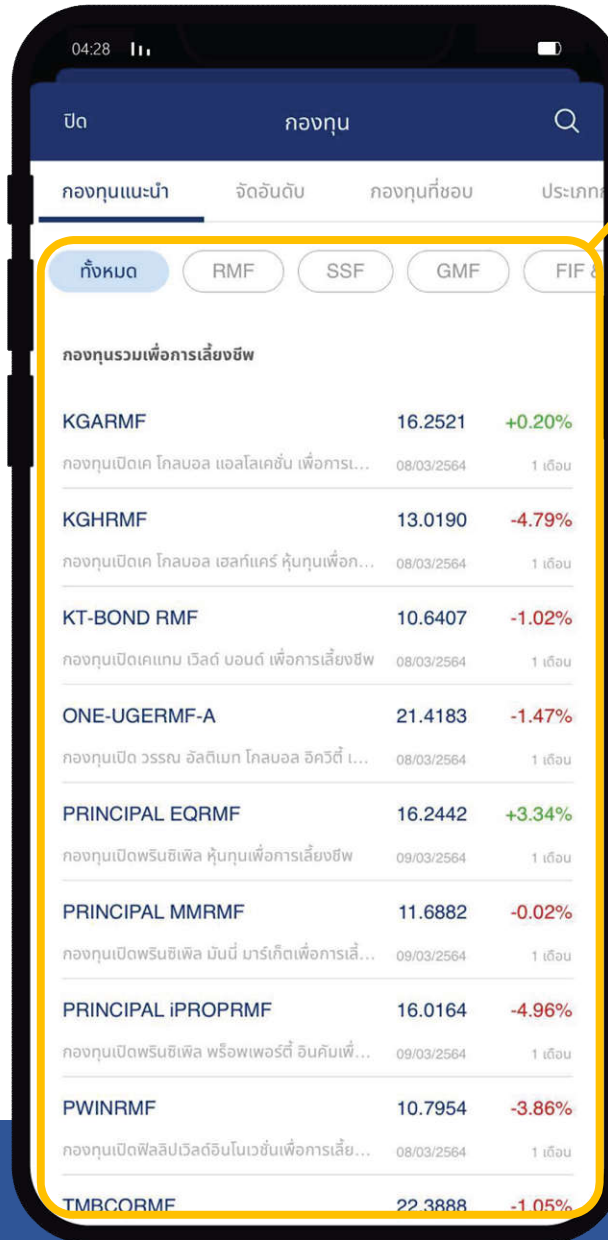 04:28
ปิด กองทุน
กองทุนแนะนำ จัดอันดับ กองทุนที่ชอบ
ทั้งหมด RMF SSF GMF FIF &
กองทุนรวมเพื่อการเลี้ยงชีพ
KGARMF 16.2521 +0.20%
กองทุนเปิดเค โกลบอล แอสโลเคชั่น เพื่อการเ... 08/03/2564 1 เดือน
KGHRMF 13.0190 -4.79%
กองทุนเปิดเค โกลบอล เฮลท์แคร์ หุ้นทุนเพื่อก... 08/03/2564 1 เดือน
KT-BOND RMF 10.6407 -1.02%
กองทุนเปิดเคแทม เวิลด์ บอนด์ เพื่อการเลี้ยงชีพ 08/03/2564 1 เดือน
ONE-UGERMF-A 21.4183 -1.47%
กองทุนเปิด วรรณ อัลติเมท โกลบอล อิควิตี้ เ... 08/03/2564 1 เดือน
PRINCIPAL EQRMF 16.2442 +3.34%
กองทุนเปิดพรินซิเพิล หุ้นทุนเพื่อการเลี้ยงชีพ 09/03/2564 1 เดือน
PRINCIPAL MMRMF 11.6882 -0.02%
กองทุนเปิดพรินซิเพิล มันนี่ มาร์เก็ตเพื่อการเลี้... 09/03/2564 1 เดือน
PRINCIPAL iPROPRMF 16.0164 -4.96%
กองทุนเปิดพรินซิเพิล พร็อพเพอร์ตี้ อินคัมเพื่... 09/03/2564 1 เดือน
PWINRMF 10.7954 -3.86%
กองทุนเปิดฟิลลิปเวิลด์อินโนเวชั่นเพื่อการเลี้ย... 08/03/2564 1 เดือน
TMBCORMF 22.3888 -1.05%